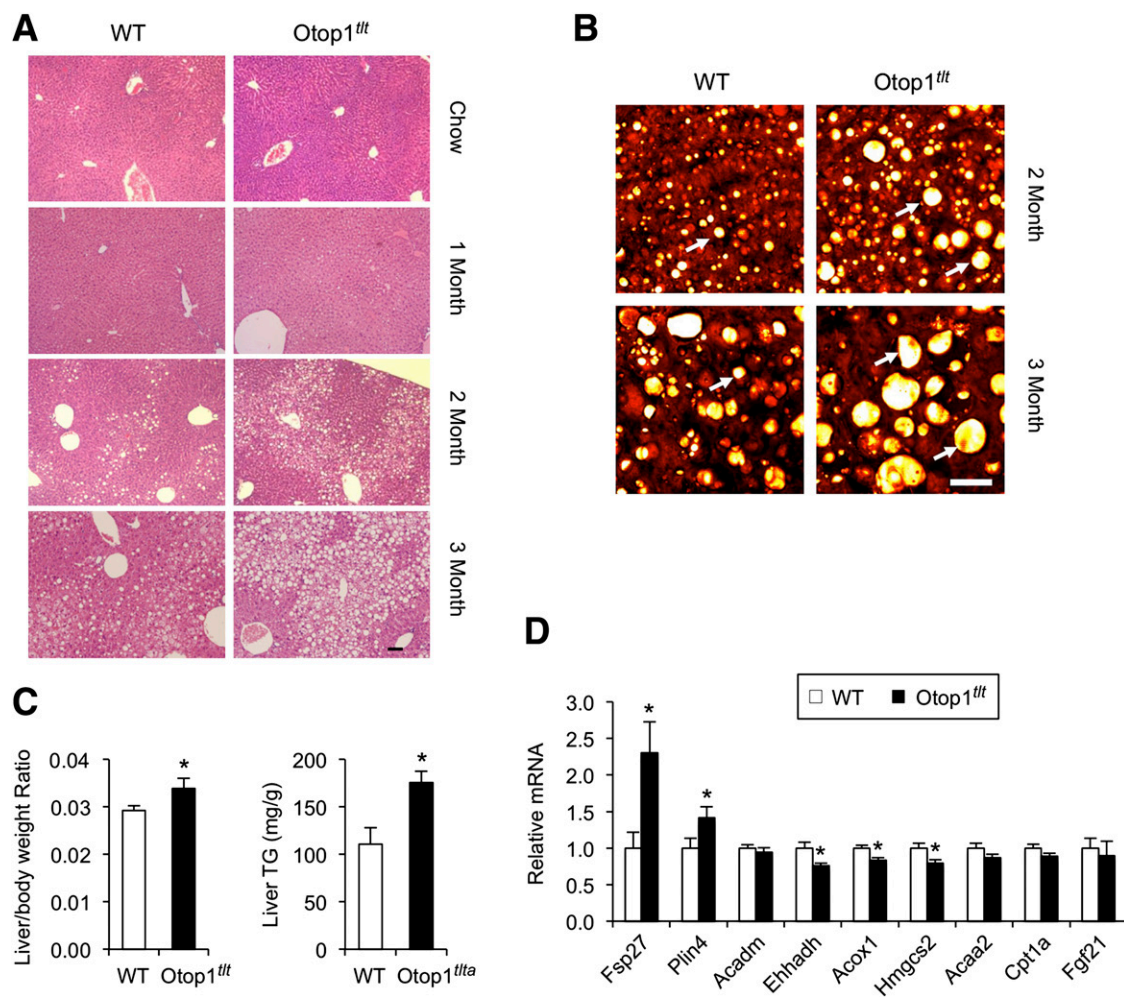 A
WT
Otop1tlt
Chow
1 Month
2 Month
3 Month
B
WT
Otop1tlt
2 Month
3 Month
C
Liver/body weight Ratio
0.04
0.03
0.02
0.01
0.00
*
WT
Otop1tlt
Liver TG (mg/g)
200
150
100
50
0
*
WT
Otop1tlta
D
WT
Otop1tlt
Relative mRNA
3.0
2.5
2.0
1.5
1.0
0.5
0.0
*
*
*
*
*
Fsp27
Plin4
Acadm
Ehhadh
Acox1
Hmgcs2
Acaa2
Cpt1a
Fgf21